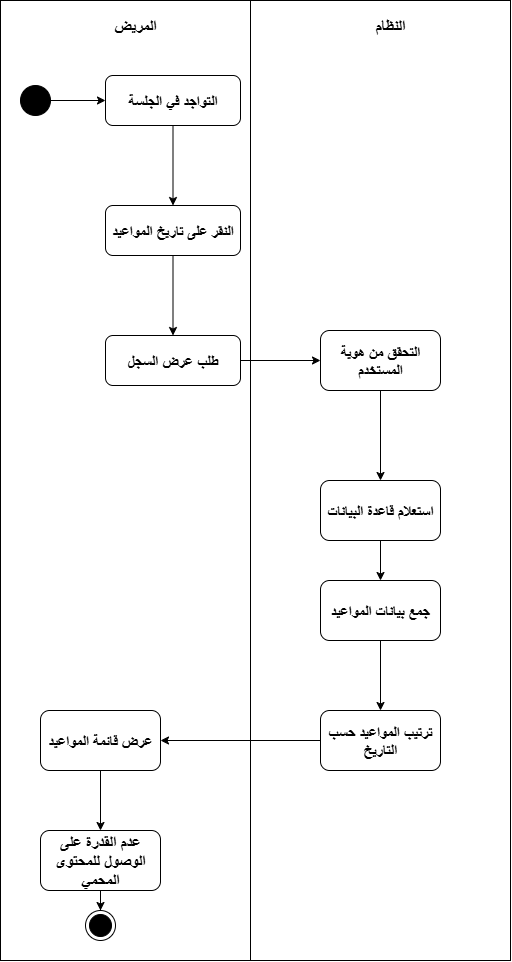 المريض
النظام
التواجد في الجلسة
النقر على تاريخ المواعيد
طلب عرض السجل
التحقق من هوية
المستخدم
استعلام قاعدة البيانات
جمع بيانات المواعيد
ترتيب المواعيد حسب
التاريخ
عرض قائمة المواعيد
عدم القدرة على
الوصول للمحتوى
المحمي